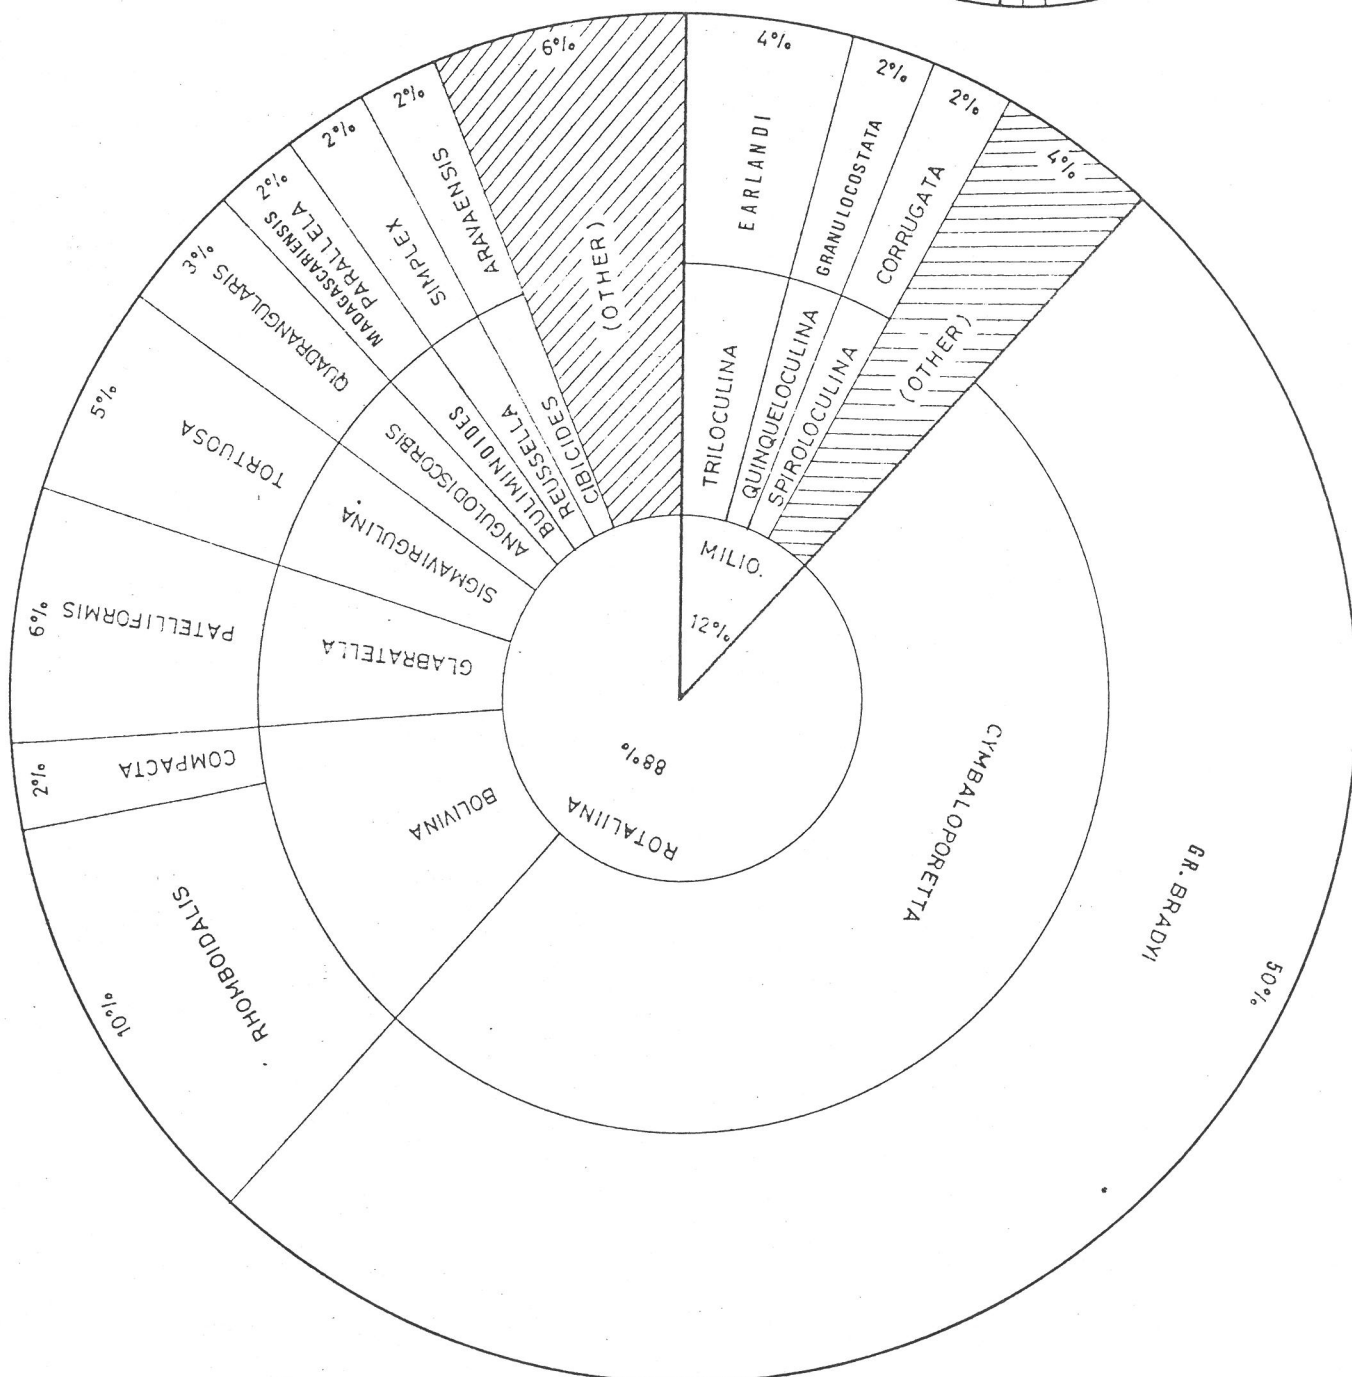 MILIO.
12%
TRILOCULINA
EARLANDI
4%
QUINQUELOCULINA
GRANULOCOSTATA
2%
SPIROLOCULINA
CORRUGATA
2%
(OTHER)
4%
ROTALIINA
88%
CYMBALOPORETTA
GR. BRADYI
50%
BOLIVINA
RHOMBOIDALIS
10%
COMPACTA
2%
GLABRATELLA
PATELLIFORMIS
6%
SIGMAVIRGULINA
TORTUOSA
5%
ANGULODISCORBIS
QUADRANGULARIS
3%
BULIMINOIDES
MADAGASCARIENSIS
PARALLELA
2%
REUSSELLA
SIMPLEX
2%
CIBICIDES
ARAVAENSIS
2%
(OTHER)
6%